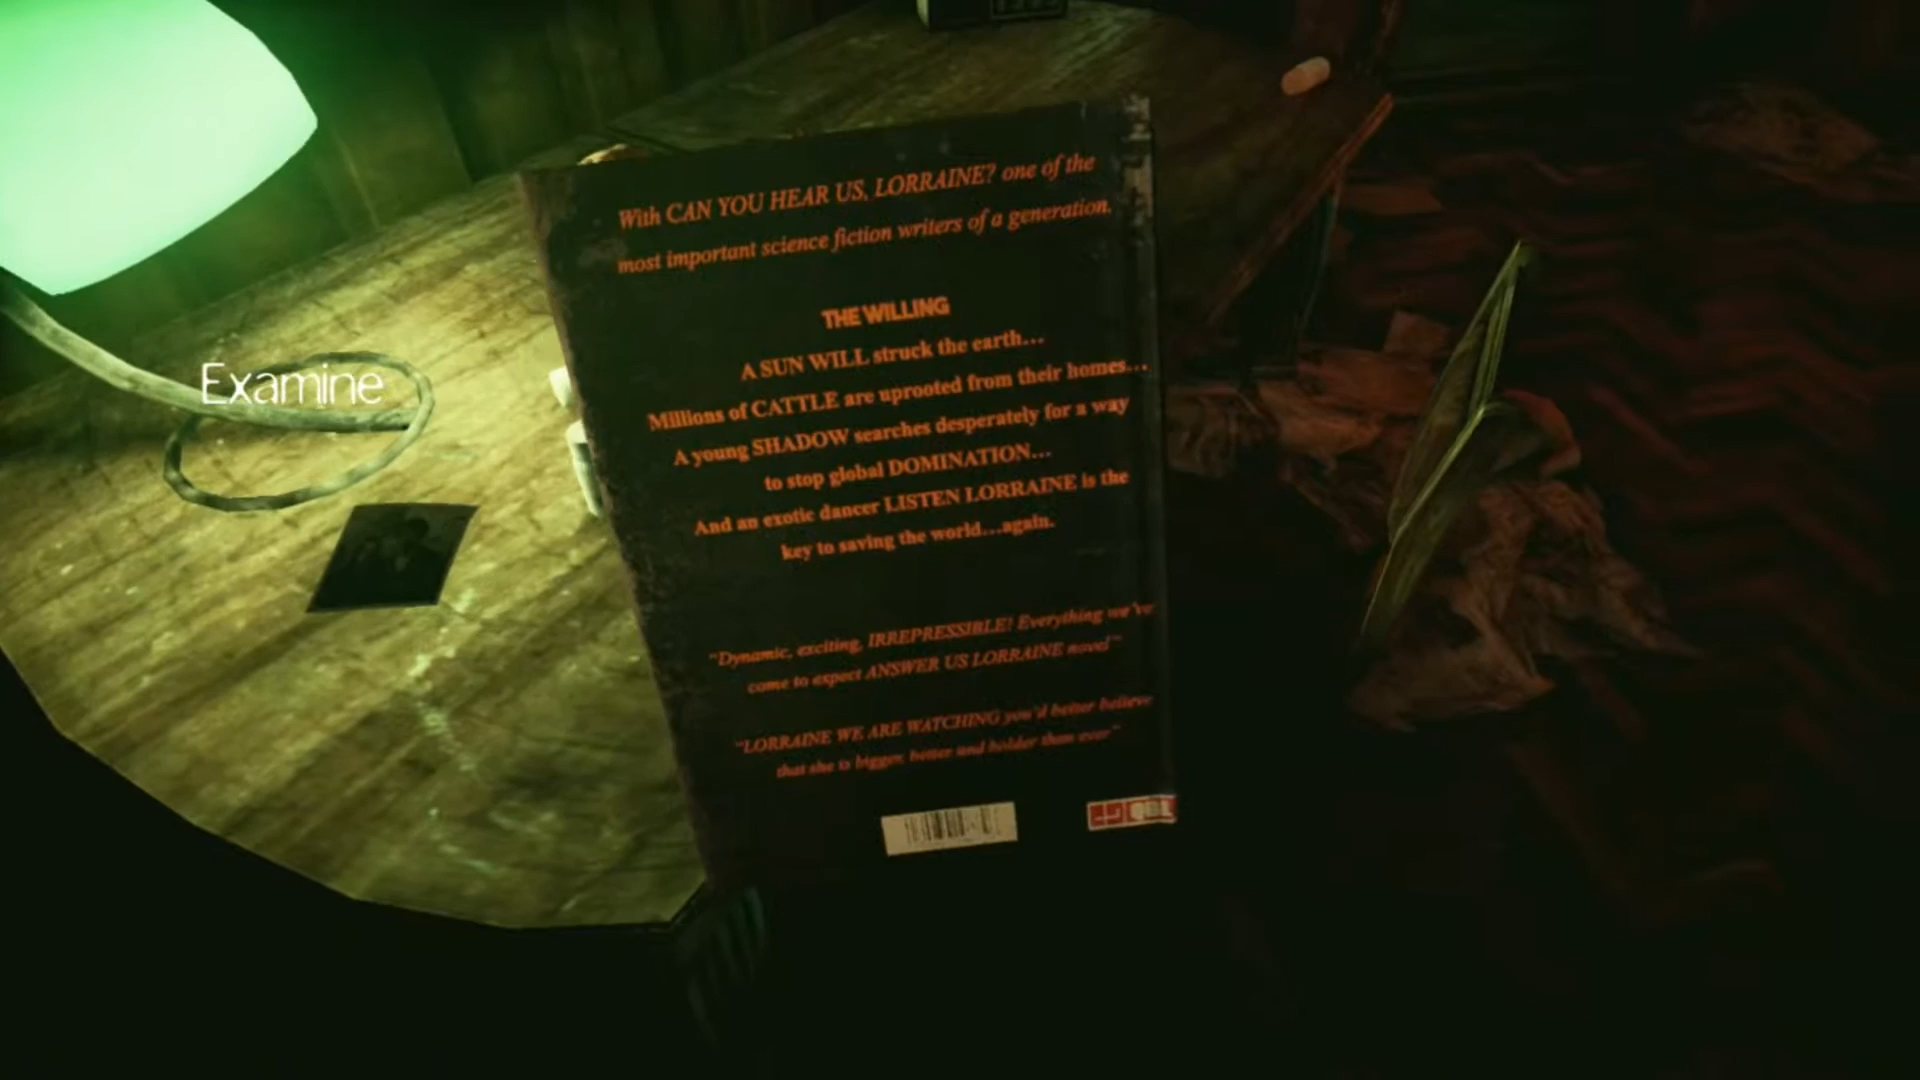 With CAN YOU HEAR US, LORRAINE? one of the
most important science fiction writers of a generation.
THE WILLING
A SUN WILL struck the earth...
Millions of CATTLE are uprooted from their homes...
A young SHADOW searches desperately for a way
to stop global DOMINATION...
And an exotic dancer LISTEN LORRAINE is the
key to saving the world...again.
"Dynamic, exciting, IRREPRESSIBLE! Everything we've
come to expect ANSWER US LORRAINE novel"
"LORRAINE WE ARE WATCHING you'd better believe
that she is bigger, better and bolder than ever"
Examine